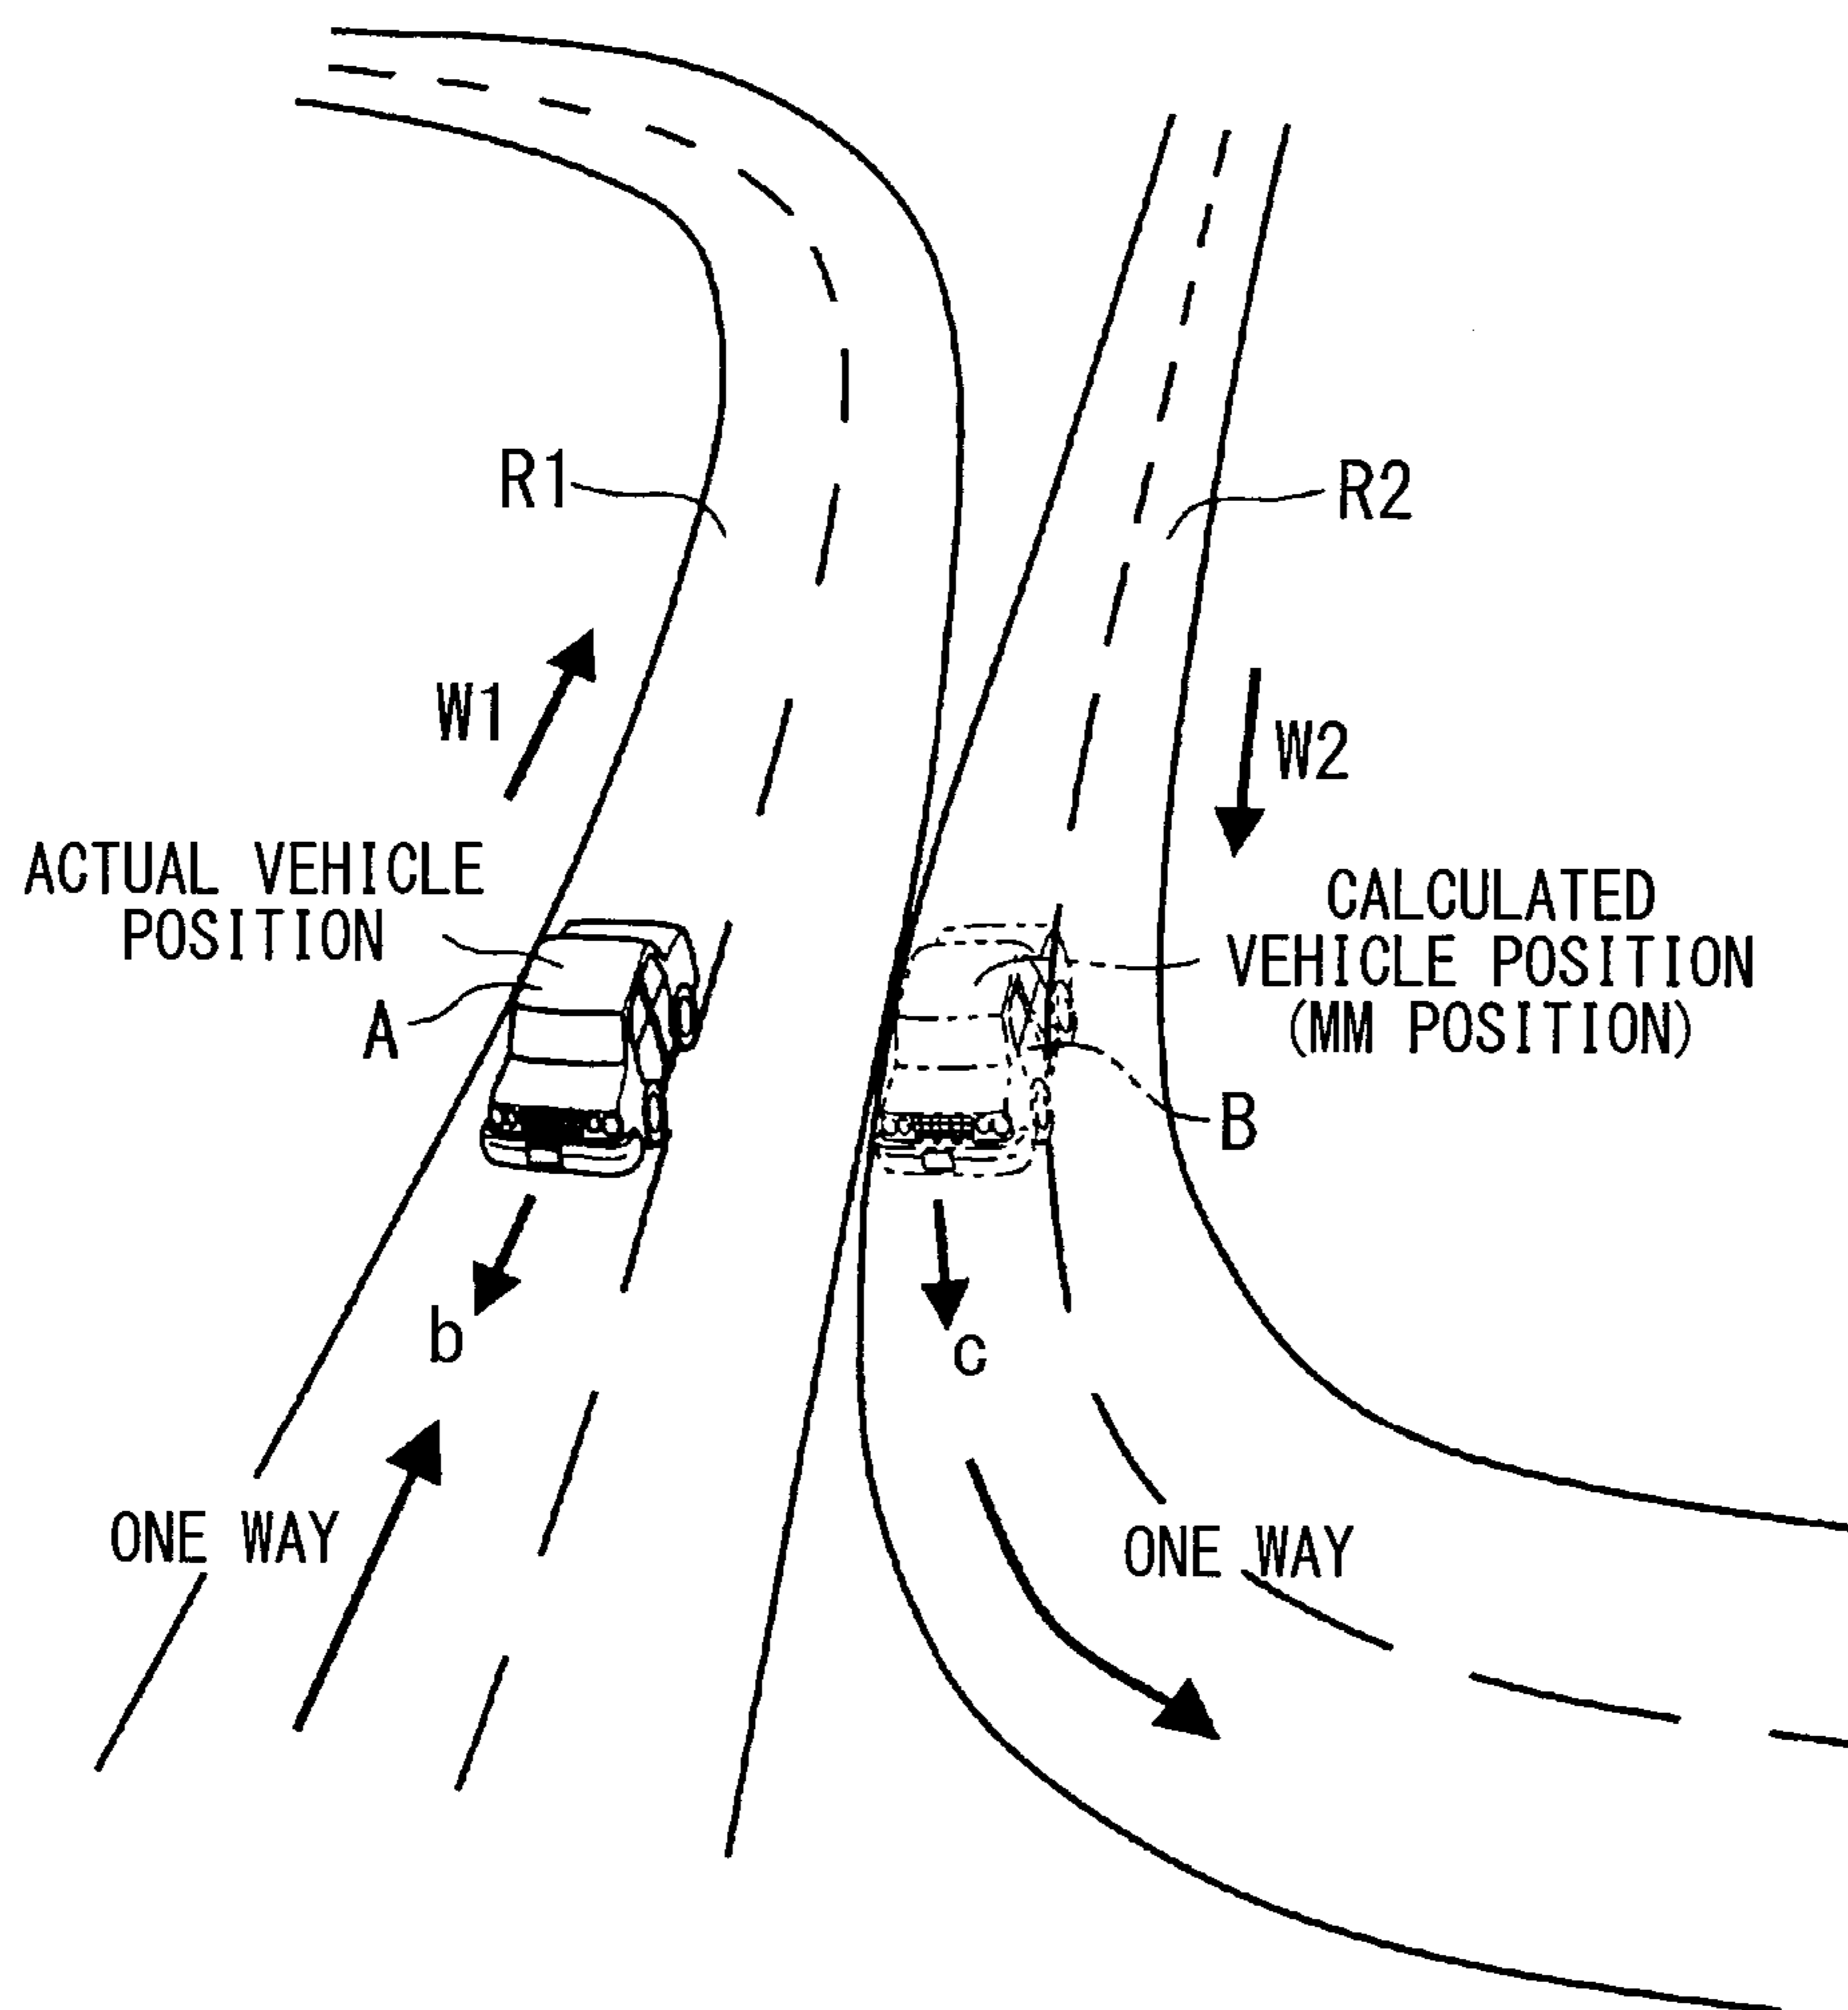 R1
R2
W1
W2
ACTUAL VEHICLE
POSITION
CALCULATED
VEHICLE POSITION
(MM POSITION)
A
B
b
c
ONE WAY
ONE WAY